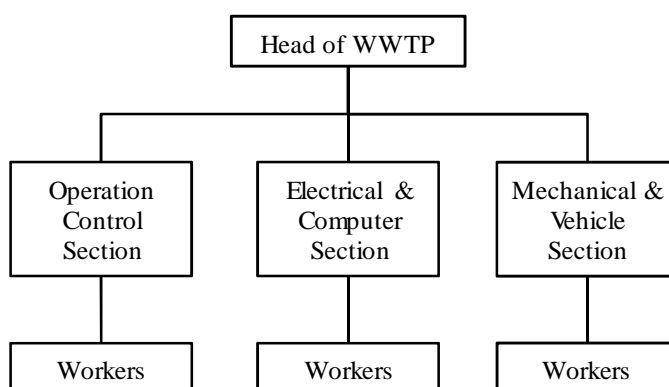 Head of WWTP
Operation
Control
Section
Electrical &
Computer
Section
Mechanical &
Vehicle
Section
Workers
Workers
Workers